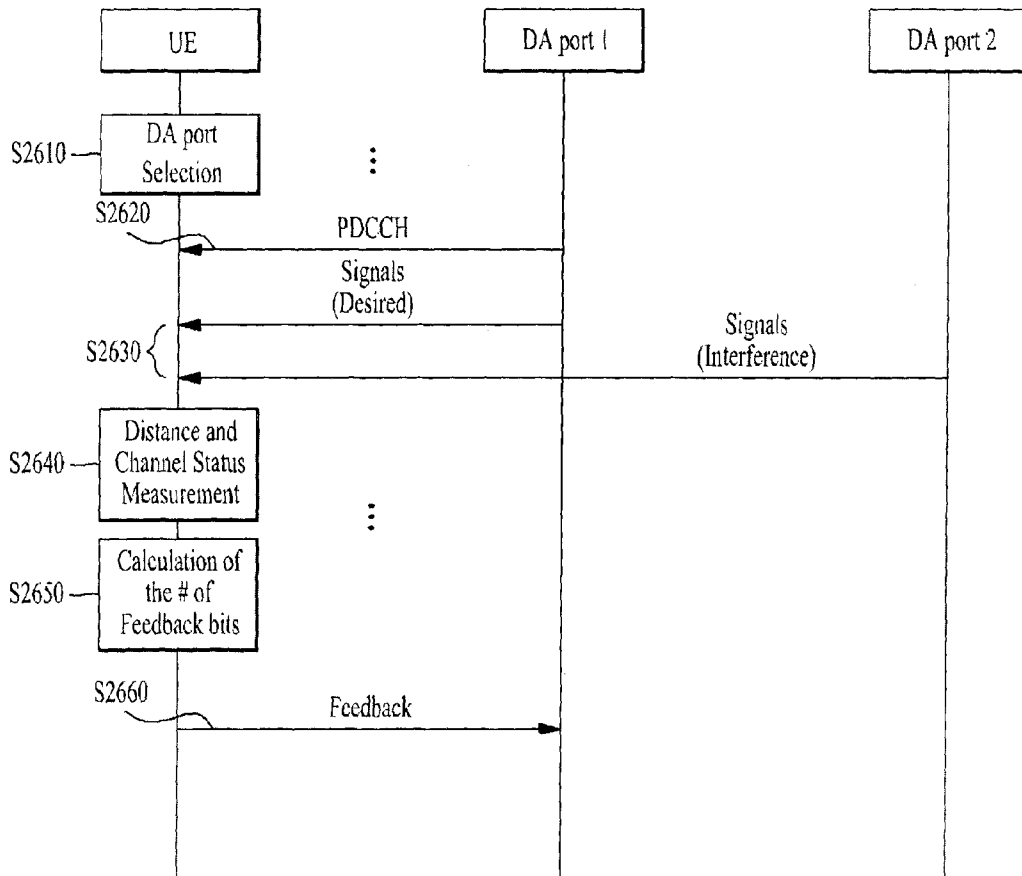 UE
DA port 1
DA port 2
S2610
DA port
Selection
S2620
PDCCH
Signals
(Desired)
S2630
Signals
(Interference)
S2640
Distance and
Channel Status
Measurement
S2650
Calculation of
the # of
Feedback bits
S2660
Feedback